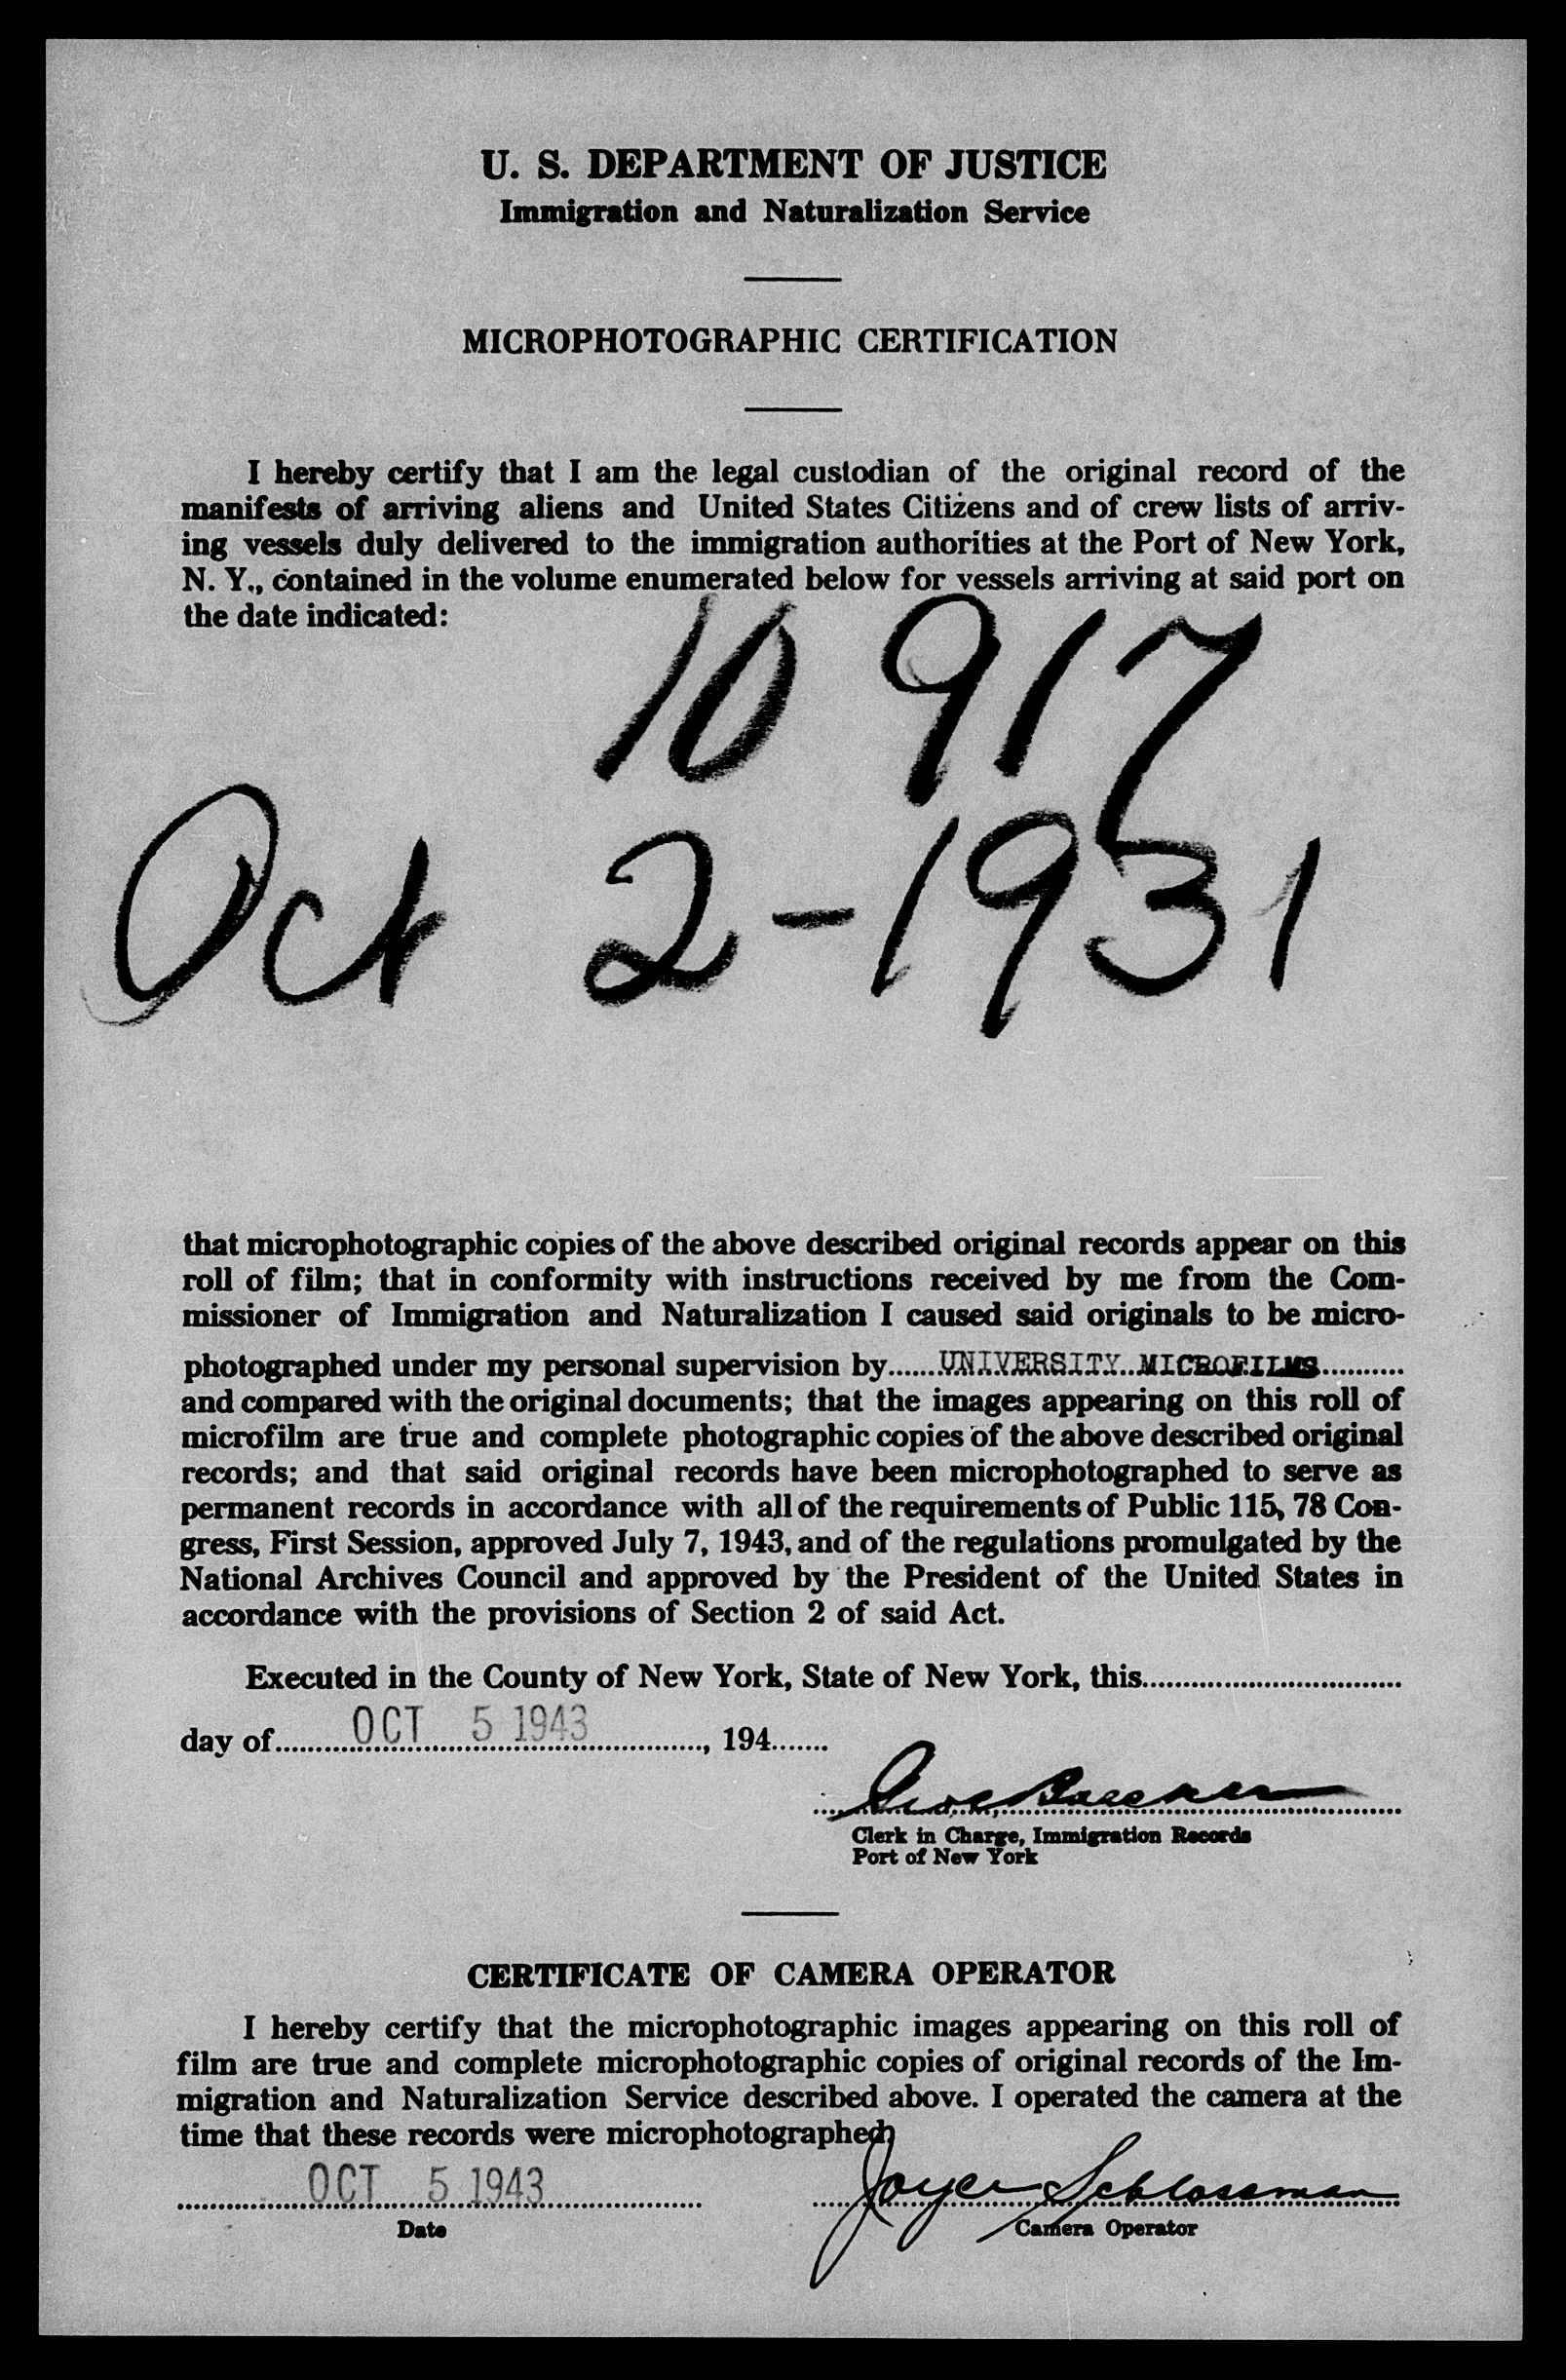 U. S. DEPARTMENT OF JUSTICE
Immigration and Naturalization Service
MICROPHOTOGRAPHIC CERTIFICATION
I hereby certify that I am the legal custodian of the original record of the
manifests of arriving aliens and United States Citizens and of crew lists of arriv-
ing vessels duly delivered to the immigration authorities at the Port of New York,
N. Y., contained in the volume enumerated below for vessels arriving at said port on
the date indicated:
10 917
Oct 2-1931
that microphotographic copies of the above described original records appear on this
roll of film; that in conformity with instructions received by me from the Com-
missioner of Immigration and Naturalization I caused said originals to be micro-
photographed under my personal supervision by......UNIVERSITY MICROFILMS..........
and compared with the original documents; that the images appearing on this roll of
microfilm are true and complete photographic copies of the above described original
records; and that said original records have been microphotographed to serve as
permanent records in accordance with all of the requirements of Public 115, 78 Con-
gress, First Session, approved July 7, 1943, and of the regulations promulgated by the
National Archives Council and approved by the President of the United States in
accordance with the provisions of Section 2 of said Act.
Executed in the County of New York, State of New York, this................................
day of..........OCT 5 1943.............., 194.......
Clerk in Charge, Immigration Records
Port of New York
CERTIFICATE OF CAMERA OPERATOR
I hereby certify that the microphotographic images appearing on this roll of
film are true and complete microphotographic copies of original records of the Im-
migration and Naturalization Service described above. I operated the camera at the
time that these records were microphotographed
OCT 5 1943 Joyce Schlossman
Date Camera Operator